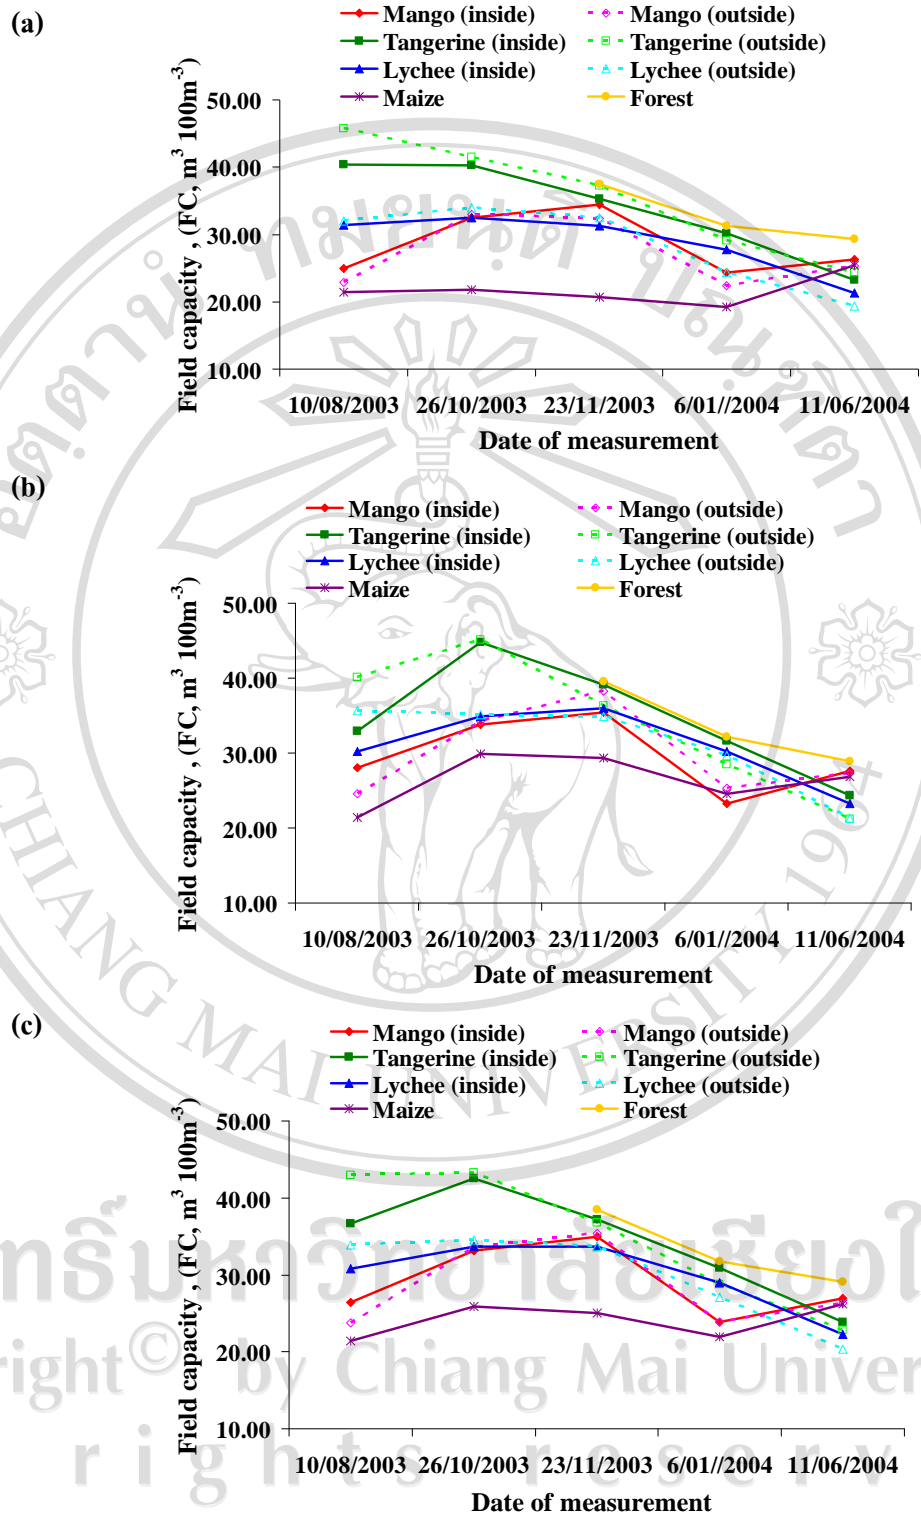 (a)
Mango (inside) Mango (outside)
Tangerine (inside) Tangerine (outside)
Lychee (inside) Lychee (outside)
Maize Forest
Field capacity , (FC, m³ 100m⁻³)
50.00
40.00
30.00
20.00
10.00
10/08/2003 26/10/2003 23/11/2003 6/01//2004 11/06/2004
Date of measurement
(b)
Mango (inside) Mango (outside)
Tangerine (inside) Tangerine (outside)
Lychee (inside) Lychee (outside)
Maize Forest
Field capacity , (FC, m³ 100m⁻³)
50.00
40.00
30.00
20.00
10.00
10/08/2003 26/10/2003 23/11/2003 6/01//2004 11/06/2004
Date of measurement
(c)
Mango (inside) Mango (outside)
Tangerine (inside) Tangerine (outside)
Lychee (inside) Lychee (outside)
Maize Forest
Field capacity , (FC, m³ 100m⁻³)
50.00
40.00
30.00
20.00
10.00
10/08/2003 26/10/2003 23/11/2003 6/01//2004 11/06/2004
Date of measurement
CHIANG MAI UNIVERSITY 1964
right © by Chiang Mai Univer
rights reserv